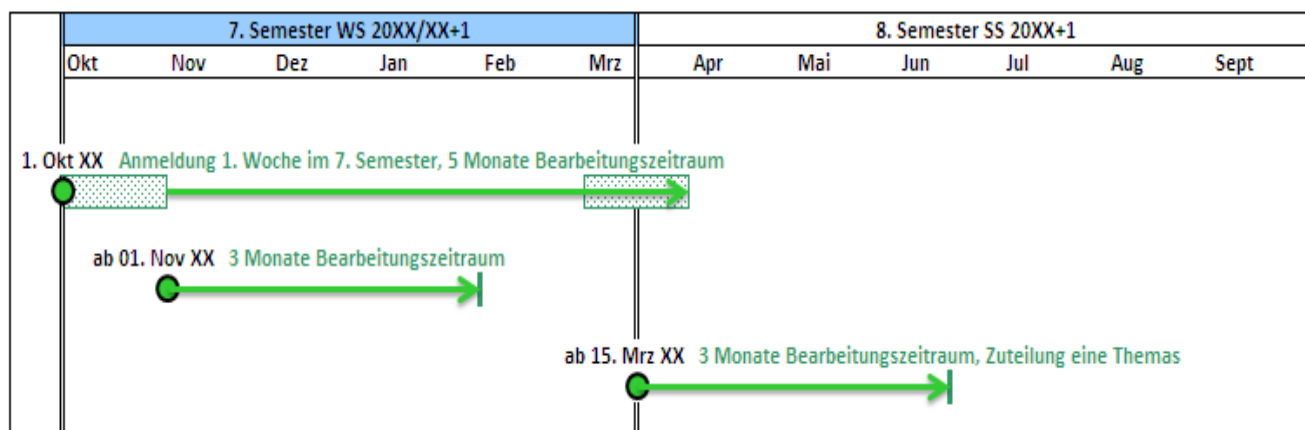 7. Semester WS 20XX/XX+1 8. Semester SS 20XX+1
Okt Nov Dez Jan Feb Mrz Apr Mai Jun Jul Aug Sept
1. Okt XX Anmeldung 1. Woche im 7. Semester, 5 Monate Bearbeitungszeitraum
ab 01. Nov XX 3 Monate Bearbeitungszeitraum
ab 15. Mrz XX 3 Monate Bearbeitungszeitraum, Zuteilung eine Themas